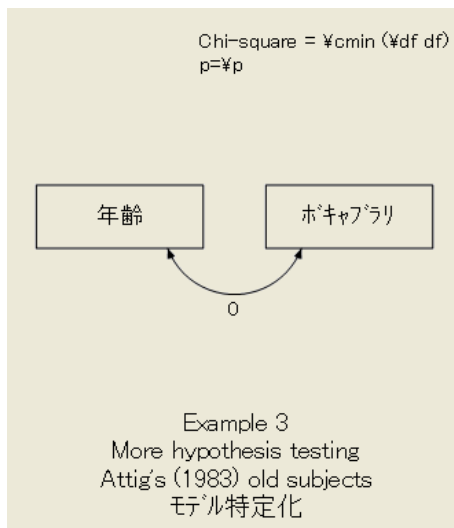 Chi-square = ¥cmin (¥df df)
p=¥p
年齢
ボキャブラリ
0
Example 3
More hypothesis testing
Attig's (1983) old subjects
モデル特定化